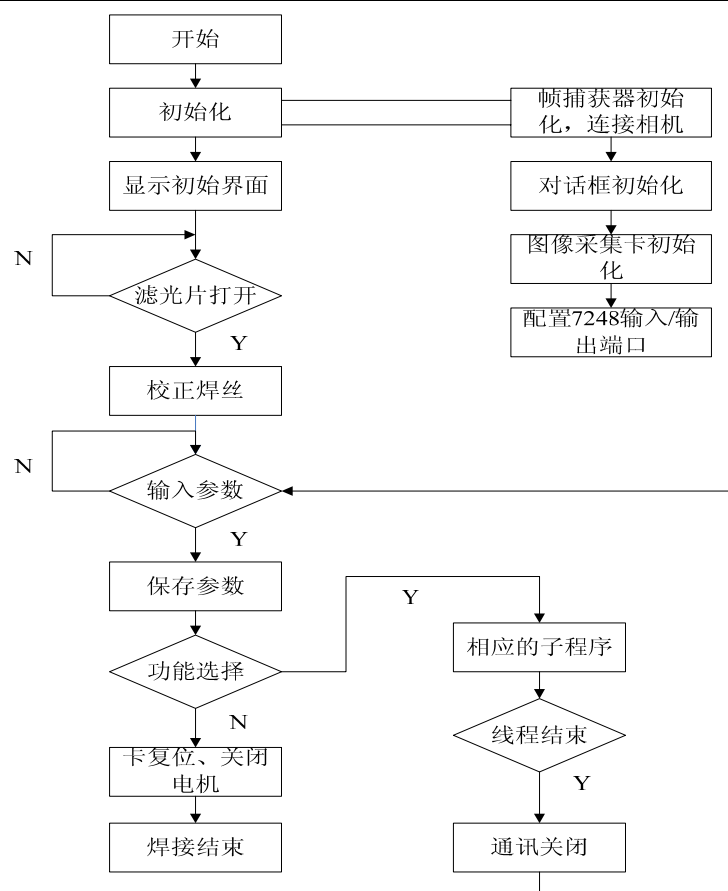 开始
初始化
帧捕获器初始
化，连接相机
显示初始界面
对话框初始化
N
图像采集卡初始
化
滤光片打开
配置7248输入/输
出端口
Y
校正焊丝
N
输入参数
Y
保存参数
Y
相应的子程序
功能选择
N
线程结束
卡复位、关闭
电机
Y
焊接结束
通讯关闭